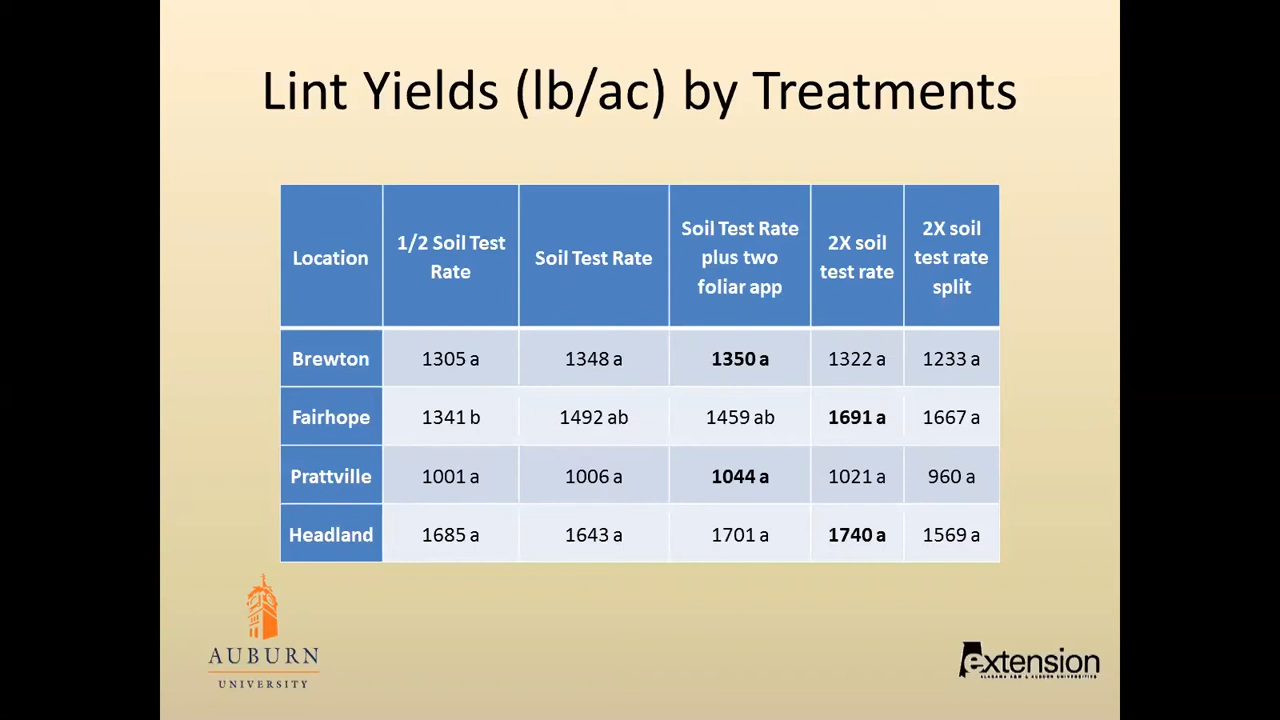 Lint Yields (lb/ac) by Treatments
Location
1/2 Soil Test
Rate
Soil Test Rate
Soil Test Rate
plus two
foliar app
2X soil
test rate
2X soil
test rate
split
Brewton 1305 a 1348 a 1350 a 1322 a 1233 a
Fairhope 1341 b 1492 ab 1459 ab 1691 a 1667 a
Prattville 1001 a 1006 a 1044 a 1021 a 960 a
Headland 1685 a 1643 a 1701 a 1740 a 1569 a
AUBURN
UNIVERSITY
extension
ALABAMA A&M & AUBURN UNIVERSITIES